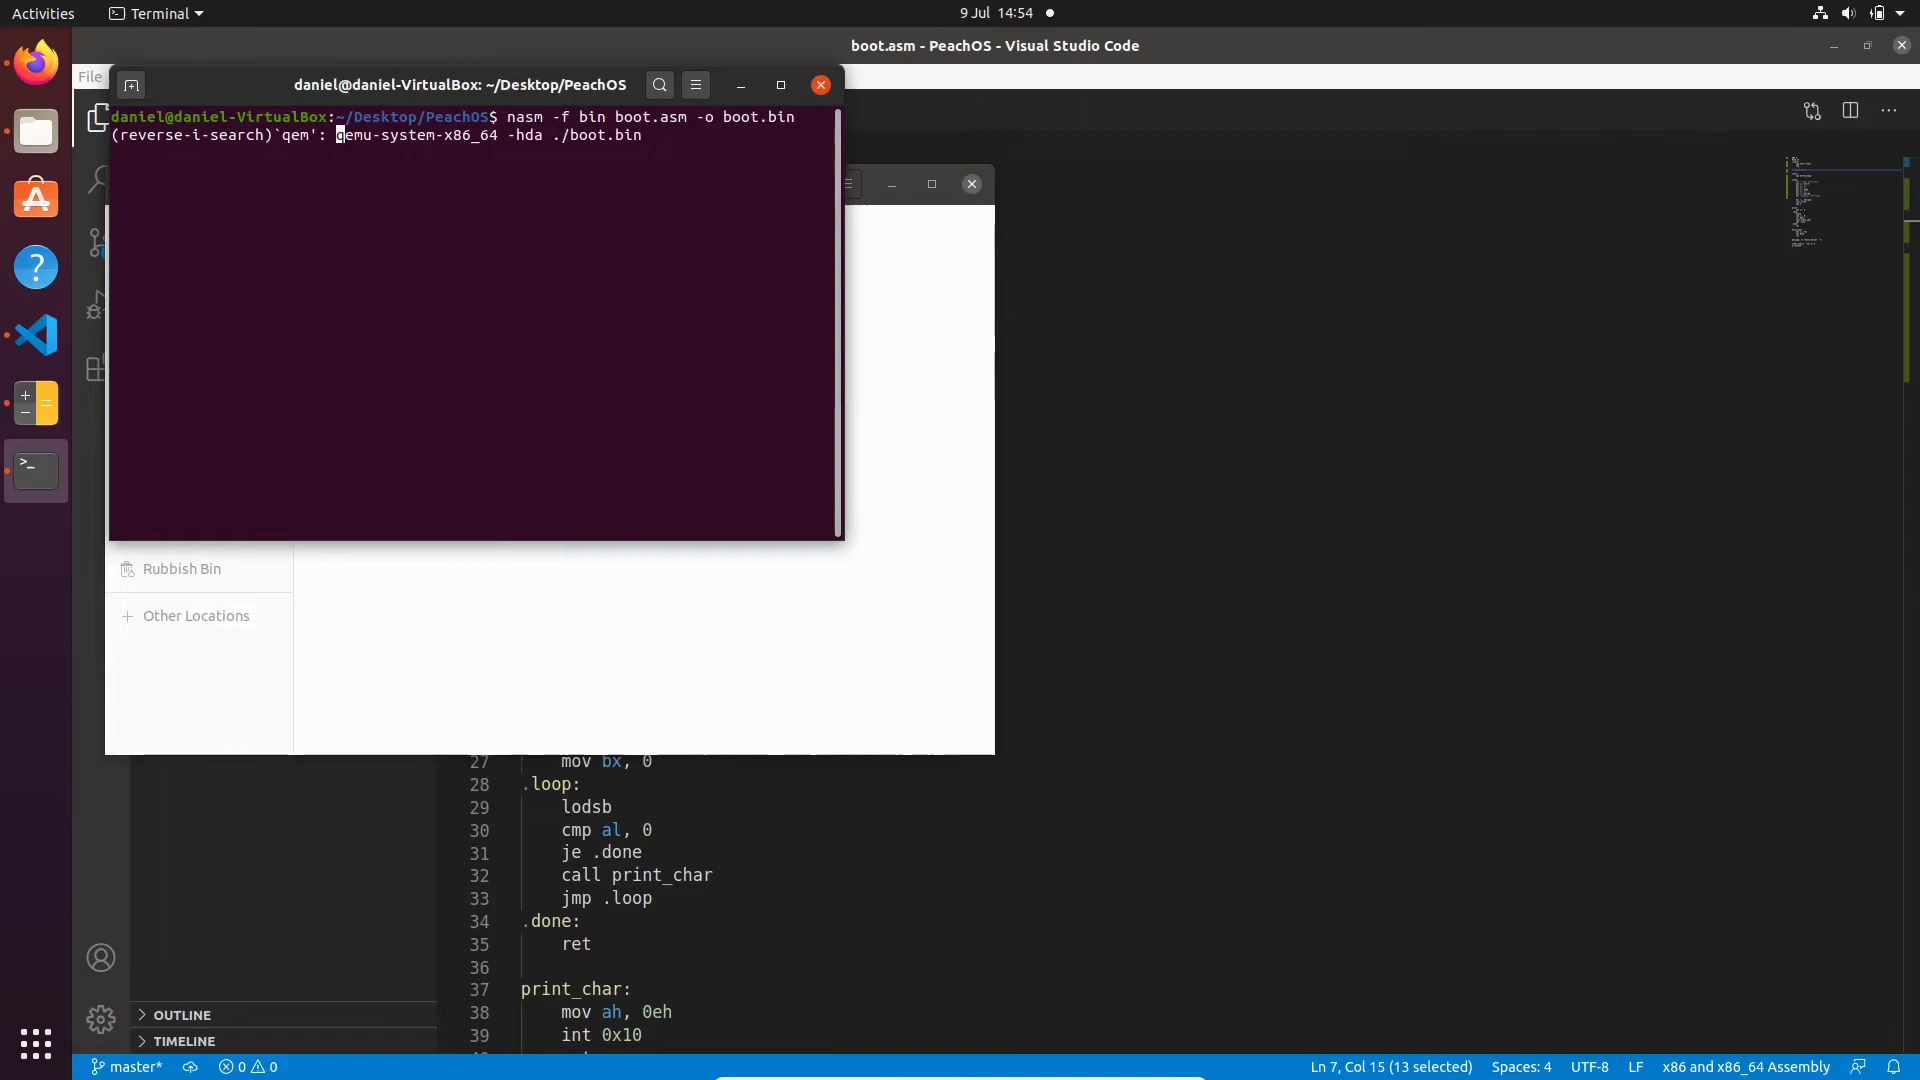 Activities
Terminal
9 Jul 14:54
boot.asm - PeachOS - Visual Studio Code
File
daniel@daniel-VirtualBox: ~/Desktop/PeachOS
daniel@daniel-VirtualBox:~/Desktop/PeachOS$ nasm -f bin boot.asm -o boot.bin
(reverse-i-search)`qem': qemu-system-x86_64 -hda ./boot.bin
Rubbish Bin
Other Locations
27 mov bx, 0
28 .loop:
29 lodsb
30 cmp al, 0
31 je .done
32 call print_char
33 jmp .loop
34 .done:
35 ret
36
37 print_char:
38 mov ah, 0eh
39 int 0x10
OUTLINE
TIMELINE
master*
0
0
Ln 7, Col 15 (13 selected)
Spaces: 4
UTF-8
LF
x86 and x86_64 Assembly